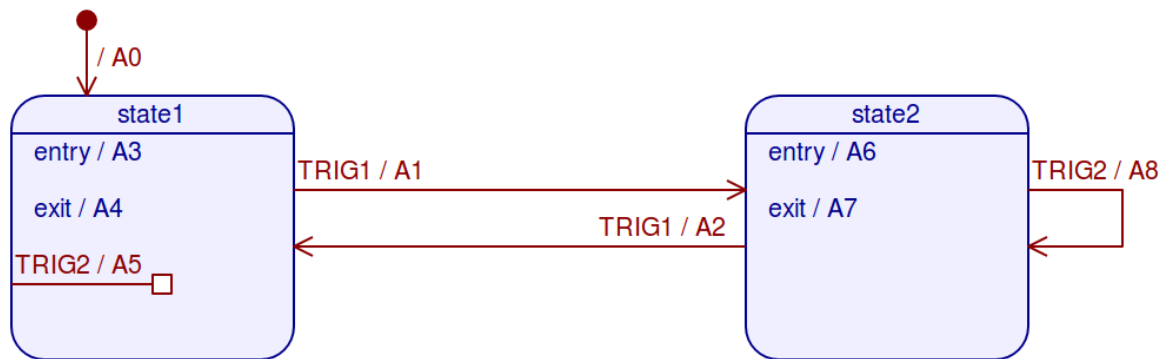 / A0
state1
entry / A3
exit / A4
TRIG2 / A5
TRIG1 / A1
TRIG1 / A2
state2
entry / A6
exit / A7
TRIG2 / A8